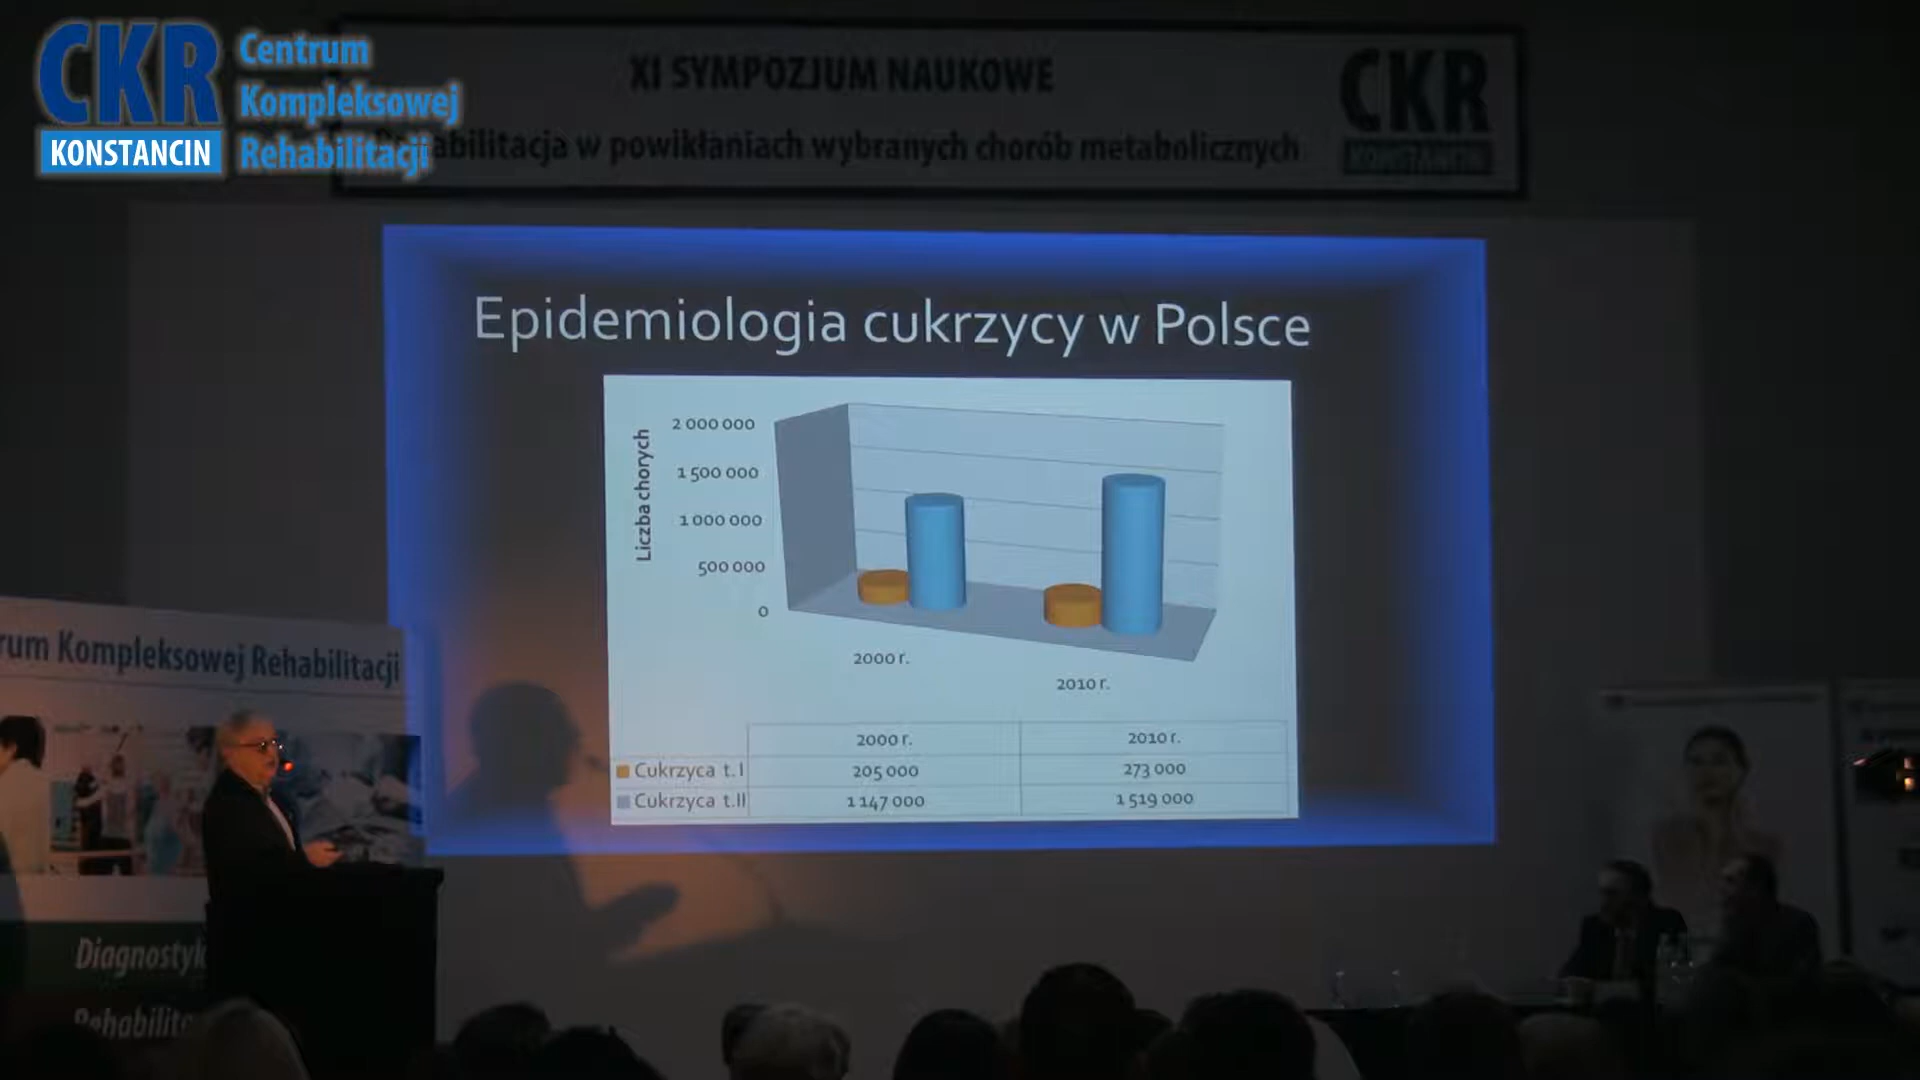 CKR
KONSTANCIN
Centrum
Kompleksowej
Rehabilitacji
XI SYMPOZJUM NAUKOWE
w powikłaniach wybranych chorób metabolicznych
CKR
KONSTANCIN
Epidemiologia cukrzycy w Polsce
Liczba chorych
2 000 000
1 500 000
1 000 000
500 000
0
2000 r.
2010 r.
2000 r. 2010 r.
Cukrzyca t.I 205 000 273 000
Cukrzyca t.II 1 147 000 1 519 000
rum Kompleksowej Rehabilitacji
Diagnostyk
Rehabilita